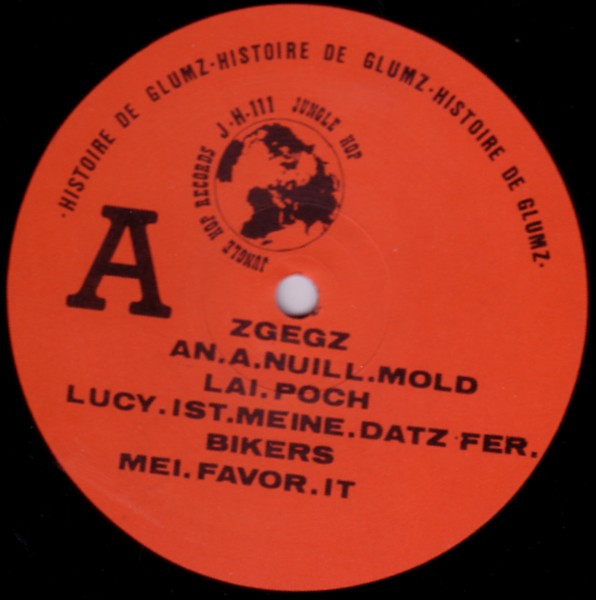 ·HISTOIRE DE GLUMZ·HISTOIRE DE GLUMZ·HISTOIRE DE GLUMZ·
JUNGLE HOP RECORDS J-H-111 JUNGLE HOP
A
ZGEGZ
AN.A.NUILL.MOLD
LAI.POCH
LUCY.IST.MEINE.DATZ FER.
BIKERS
MEI.FAVOR.IT